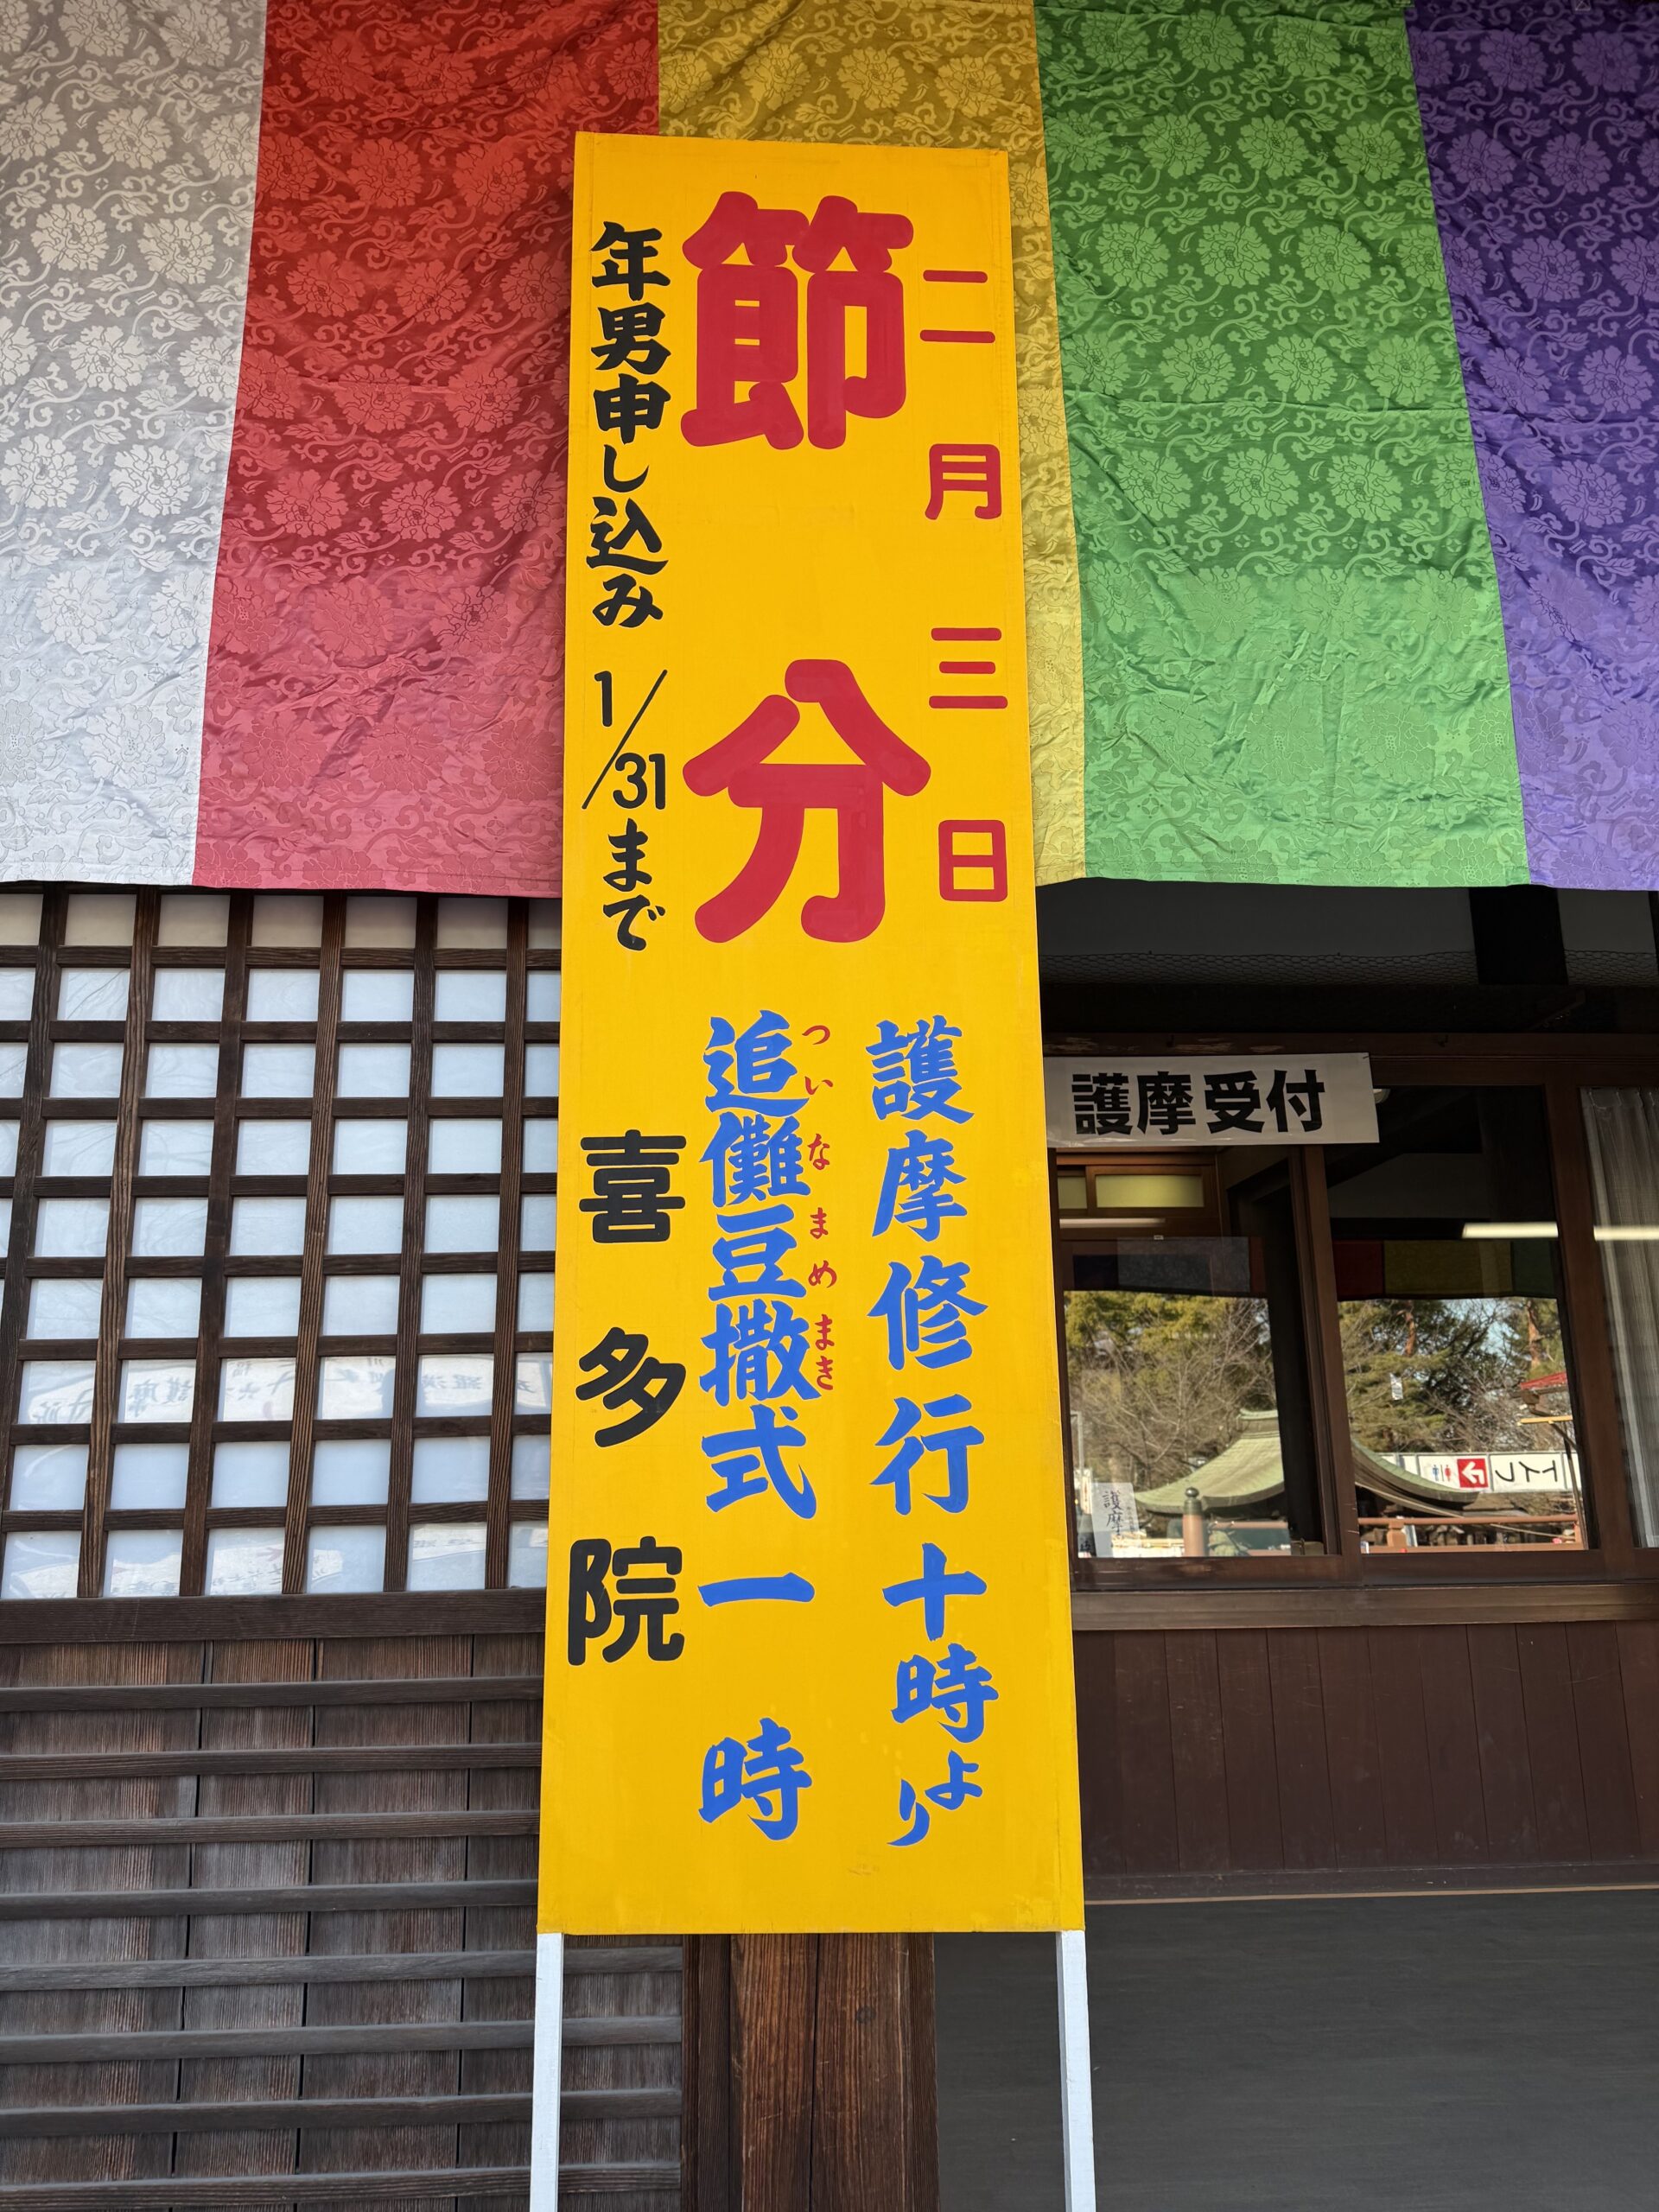 二月三日
節分
護摩修行 十時より
追儺豆撒式 一時
ついなまめまき
年男申し込み 1/31まで
喜多院
護摩受付
護摩